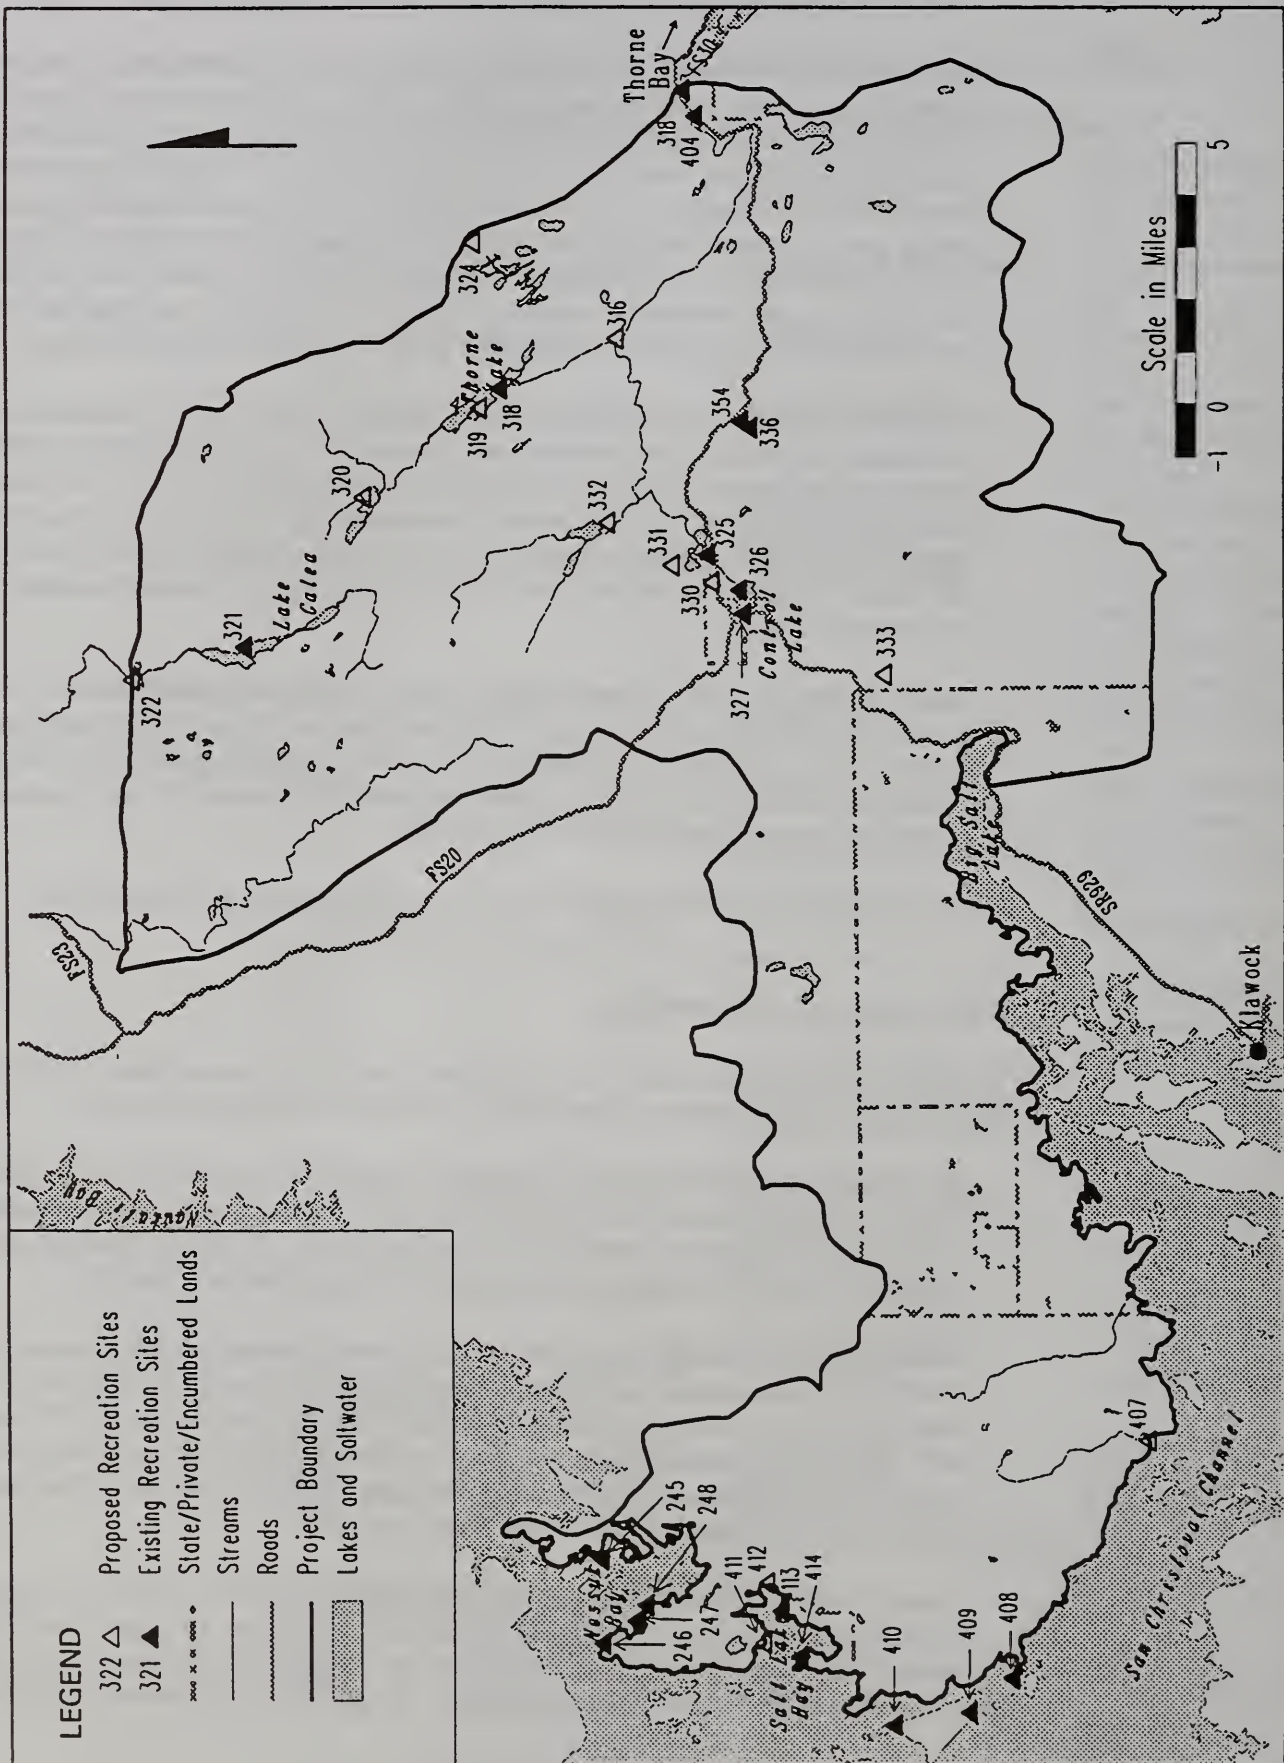 LEGEND
322 Proposed Recreation Sites
321 Existing Recreation Sites
State/Private/Encumbered Lands
Streams
Roads
Project Boundary
Lakes and Saltwater
Naukati Bay
FS23
FS20
322
321
Lake
Galea
320
319
318
Thorne
Lake
324
316
Thorne
Bay
FS30
318
404
332
331
330
325
326
327
Control
Lake
354
336
333
Big Salt
Lake
SR929
Klawock
Scale in Miles
-1 0 5
Nossuk
Bay
245
248
246
247
411
412
113
414
Salt Lake
Bay
410
409
408
407
San Christoval Channel